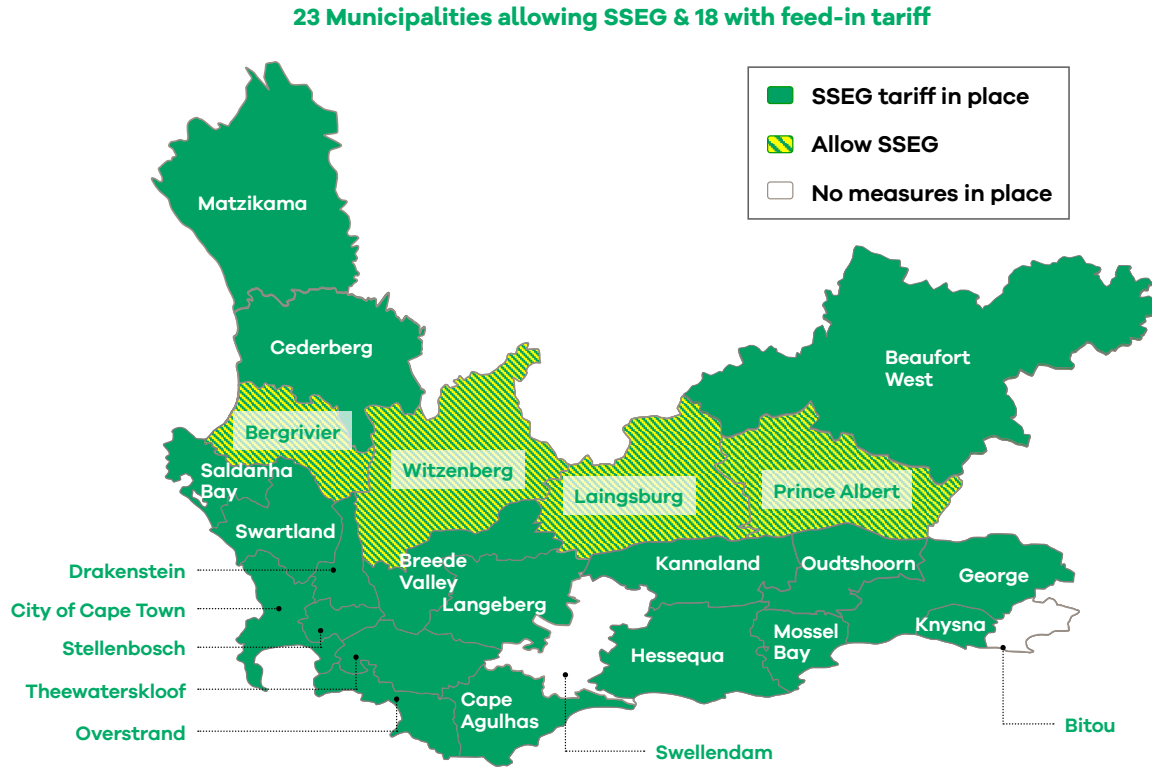 23 Municipalities allowing SSEG & 18 with feed-in tariff
SSEG tariff in place
Allow SSEG
No measures in place
Matzikama
Cederberg
Beaufort
West
Bergrivier
Witzenberg
Laingsburg
Prince Albert
Saldanha
Bay
Swartland
Breede
Valley
Langeberg
Kannaland
Oudtshoorn
George
Knysna
Mossel
Bay
Hessequa
Cape
Agulhas
Drakenstein
City of Cape Town
Stellenbosch
Theewaterskloof
Overstrand
Swellendam
Bitou